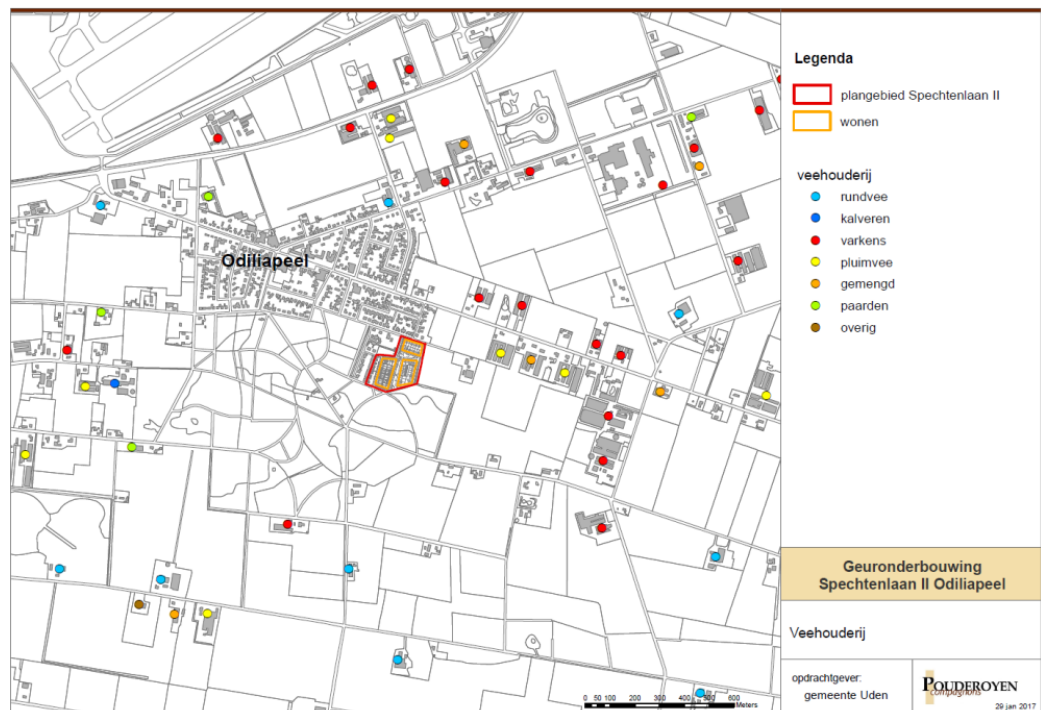 Odiliapeel
0 50 100 200 300 400 500 600
Meters
Legenda
plangebied Spechtenlaan II
wonen
veehouderij
rundvee
kalveren
varkens
pluimvee
gemengd
paarden
overig
Geuronderbouwing
Spechtenlaan II Odiliapeel
Veehouderij
opdrachtgever:
gemeente Uden
POUDEROYEN
compagnons
29 jan 2017